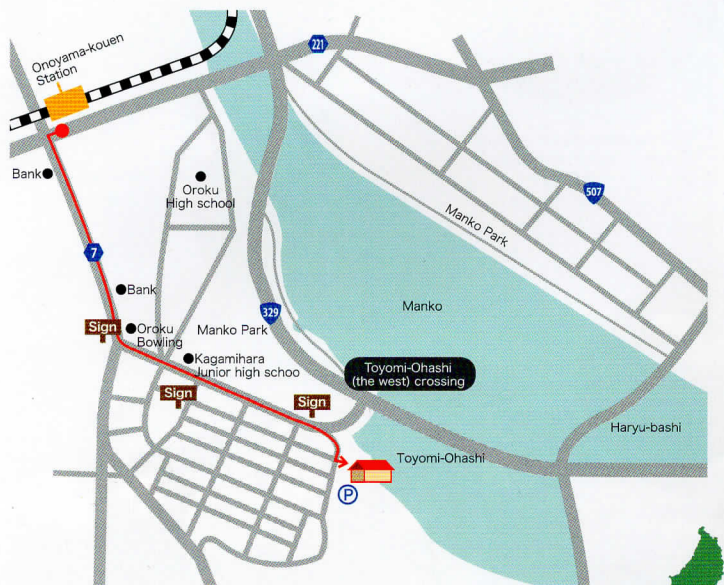 Onoyama-kouen
Station
221
Bank
Oroku
High school
507
Manko Park
7
Bank
Manko
329
Sign
Oroku
Bowling
Manko Park
Kagamihara
Junior high schoo
Toyomi-Ohashi
(the west) crossing
Sign
Sign
Haryu-bashi
Toyomi-Ohashi
P